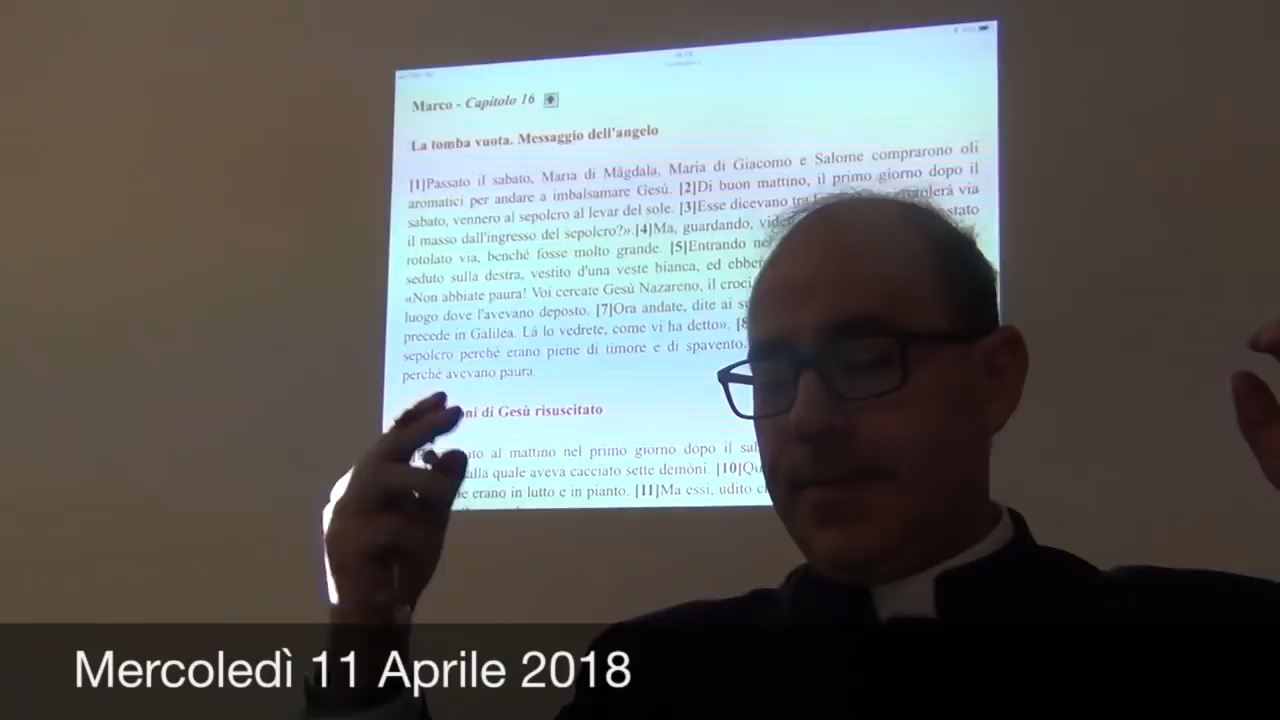 Marco - Capitolo 16
La tomba vuota. Messaggio dell'angelo
[1]Passato il sabato, Maria di Màgdala, Maria di Giacomo e Salome comprarono oli
aromatici per andare a imbalsamare Gesù. [2]Di buon mattino, il primo giorno dopo il
sabato, vennero al sepolcro al levar del sole. [3]Esse dicevano tra rotolerà via
il masso dall'ingresso del sepolcro?».[4]Ma, guardando,
rotolato via, benché fosse molto grande. [5]Entrando
seduto sulla destra, vestito d'una veste bianca, ed
«Non abbiate paura! Voi cercate Gesù Nazareno, il
luogo dove l'avevano deposto. [7]Ora andate, dite ai
precede in Galilea. Là lo vedrete, come vi ha detto».
sepolcro perché erano piene di timore e di spavento.
perché avevano paura.
di Gesù risuscitato
al mattino nel primo giorno dopo il
alla quale aveva cacciato sette demòni. [10]
erano in lutto e in pianto. [11]Ma essi, udito
Mercoledì 11 Aprile 2018